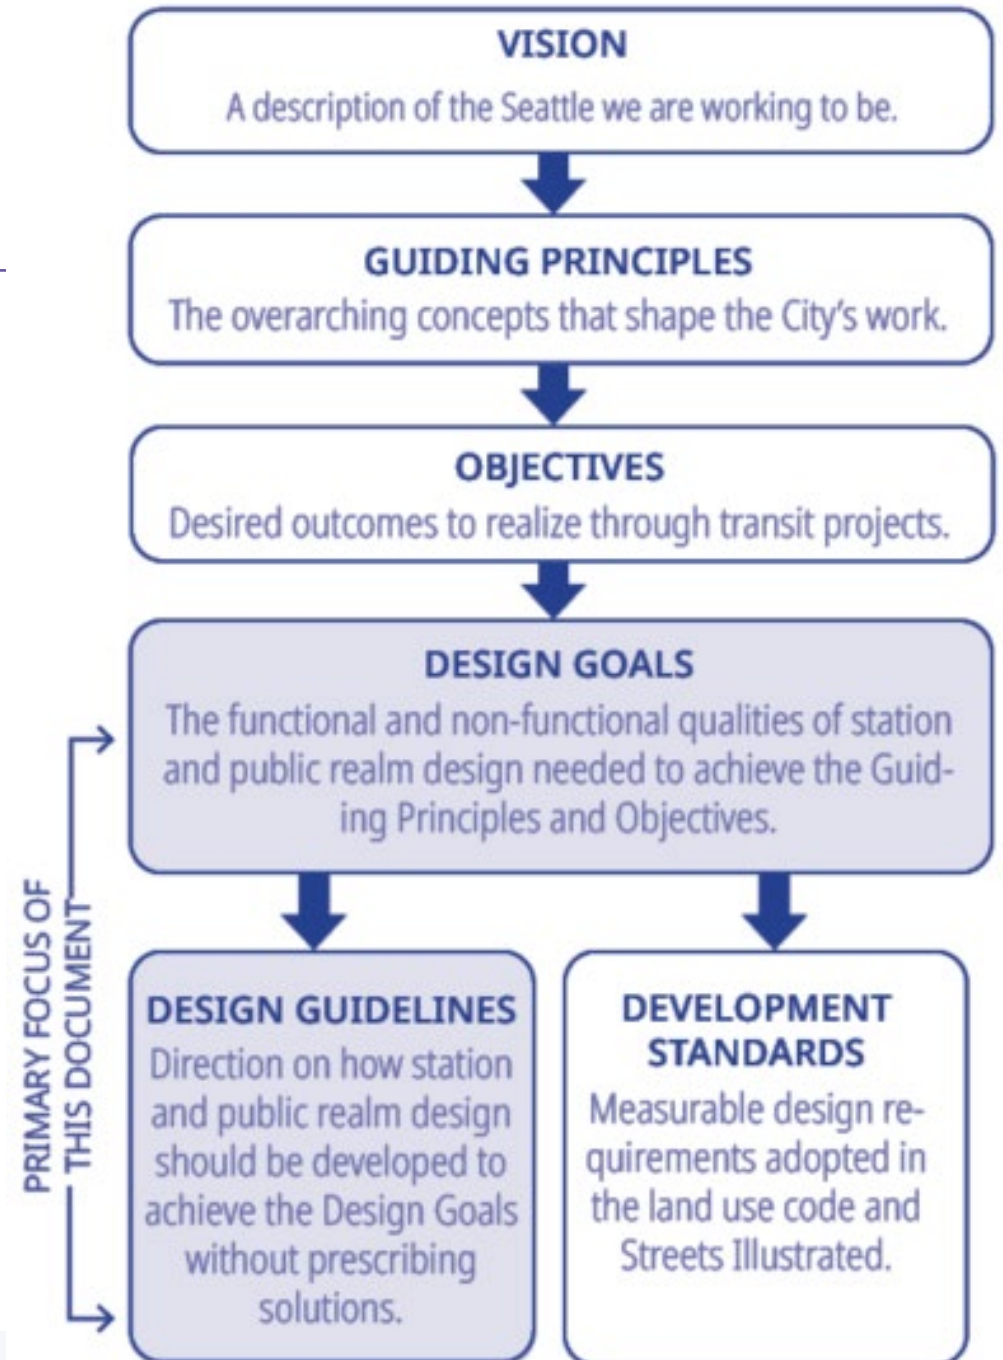 VISION
A description of the Seattle we are working to be.
GUIDING PRINCIPLES
The overarching concepts that shape the City's work.
OBJECTIVES
Desired outcomes to realize through transit projects.
DESIGN GOALS
The functional and non-functional qualities of station
and public realm design needed to achieve the Guid-
ing Principles and Objectives.
PRIMARY FOCUS OF
THIS DOCUMENT
DESIGN GUIDELINES
Direction on how station
and public realm design
should be developed to
achieve the Design Goals
without prescribing
solutions.
DEVELOPMENT
STANDARDS
Measurable design re-
quirements adopted in
the land use code and
Streets Illustrated.